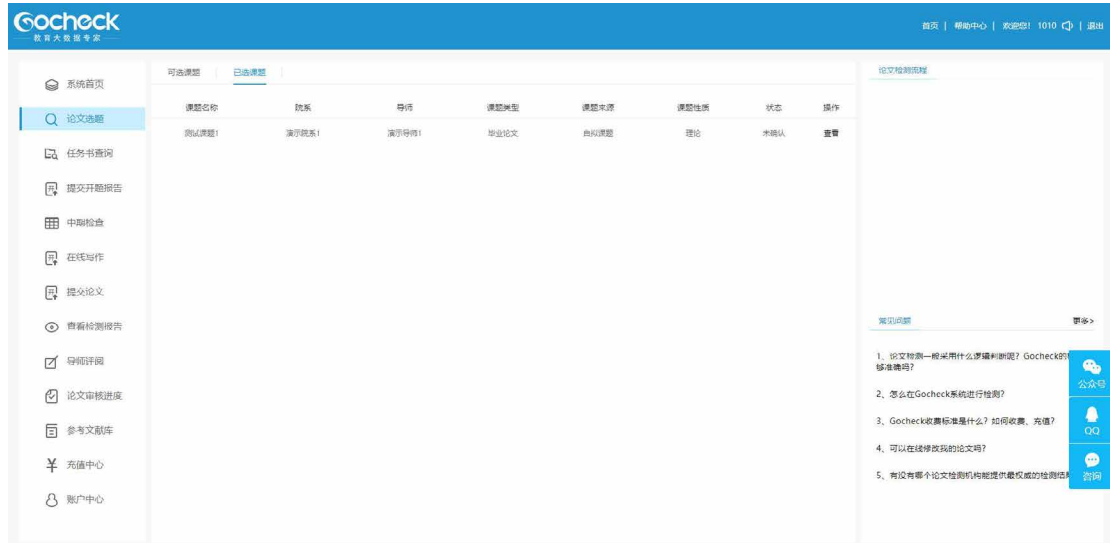 Gocheck
教育大数据专家
首页 | 帮助中心 | 欢迎您! 1010 | 退出
系统首页
论文选题
任务书查询
提交开题报告
中期检查
在线写作
提交论文
查看检测报告
导师评阅
论文审核进度
参考文献库
充值中心
账户中心
可选课题 已选课题
课题名称 院系 导师 课题类型 课题来源 课题性质 状态 操作
测试课题1 演示院系1 演示导师1 毕业论文 自拟课题 理论 未确认 查看
论文检测流程
常见问题 更多>
1、论文检测一般采用什么逻辑判断呢? Gocheck的
够准确吗?
2、怎么在Gocheck系统进行检测?
3、Gocheck收费标准是什么? 如何收费、充值?
4、可以在线修改我的论文吗?
5、有没有哪个论文检测机构能提供最权威的检测结
公众号
QQ
咨询